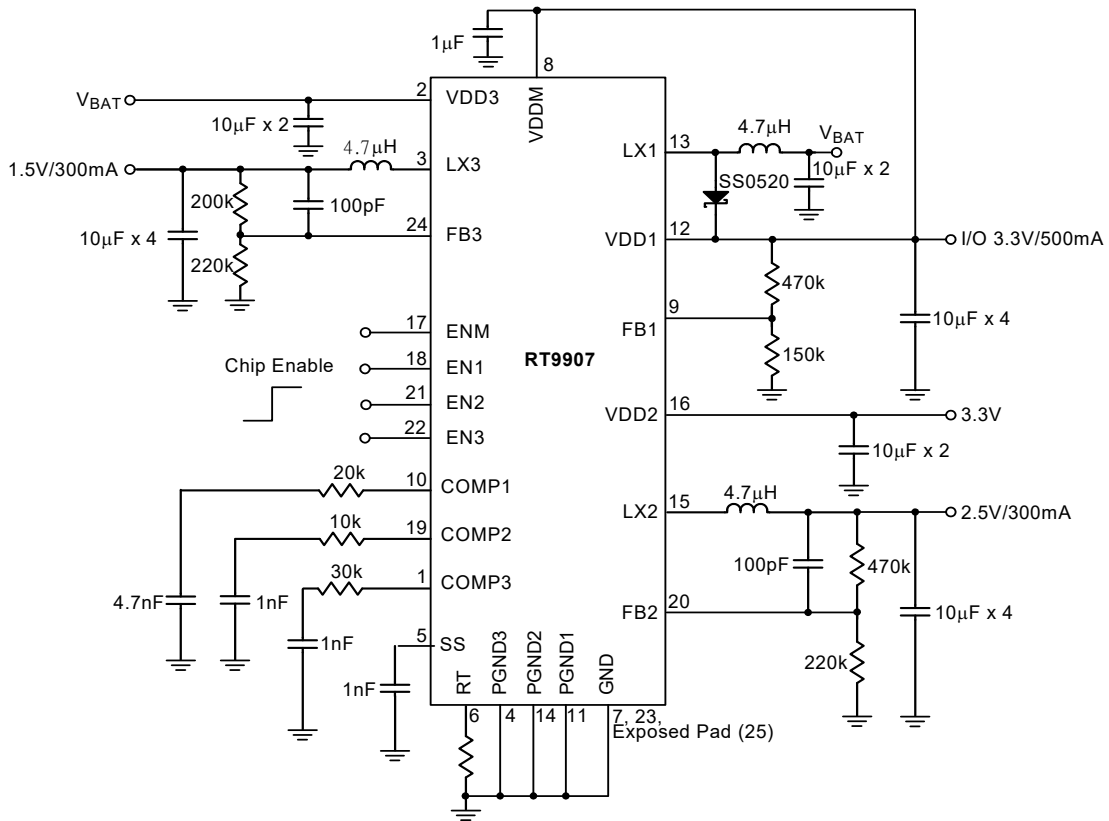 1μF
8
VDDM
V_BAT
2
VDD3
10μF x 2
1.5V/300mA
4.7μH
3
LX3
200k
100pF
10μF x 4
24
FB3
220k
17
ENM
Chip Enable
18
EN1
21
EN2
22
EN3
20k
10
COMP1
10k
19
COMP2
30k
1
COMP3
4.7nF
1nF
1nF
5
SS
1nF
RT9907
LX1
13
4.7μH
V_BAT
10μF x 2
SS0520
VDD1
12
I/O 3.3V/500mA
470k
9
FB1
10μF x 4
150k
VDD2
16
3.3V
10μF x 2
LX2
15
4.7μH
2.5V/300mA
100pF
470k
FB2
20
10μF x 4
220k
RT
PGND3
PGND2
PGND1
GND
6
4
14
11
7, 23,
Exposed Pad (25)